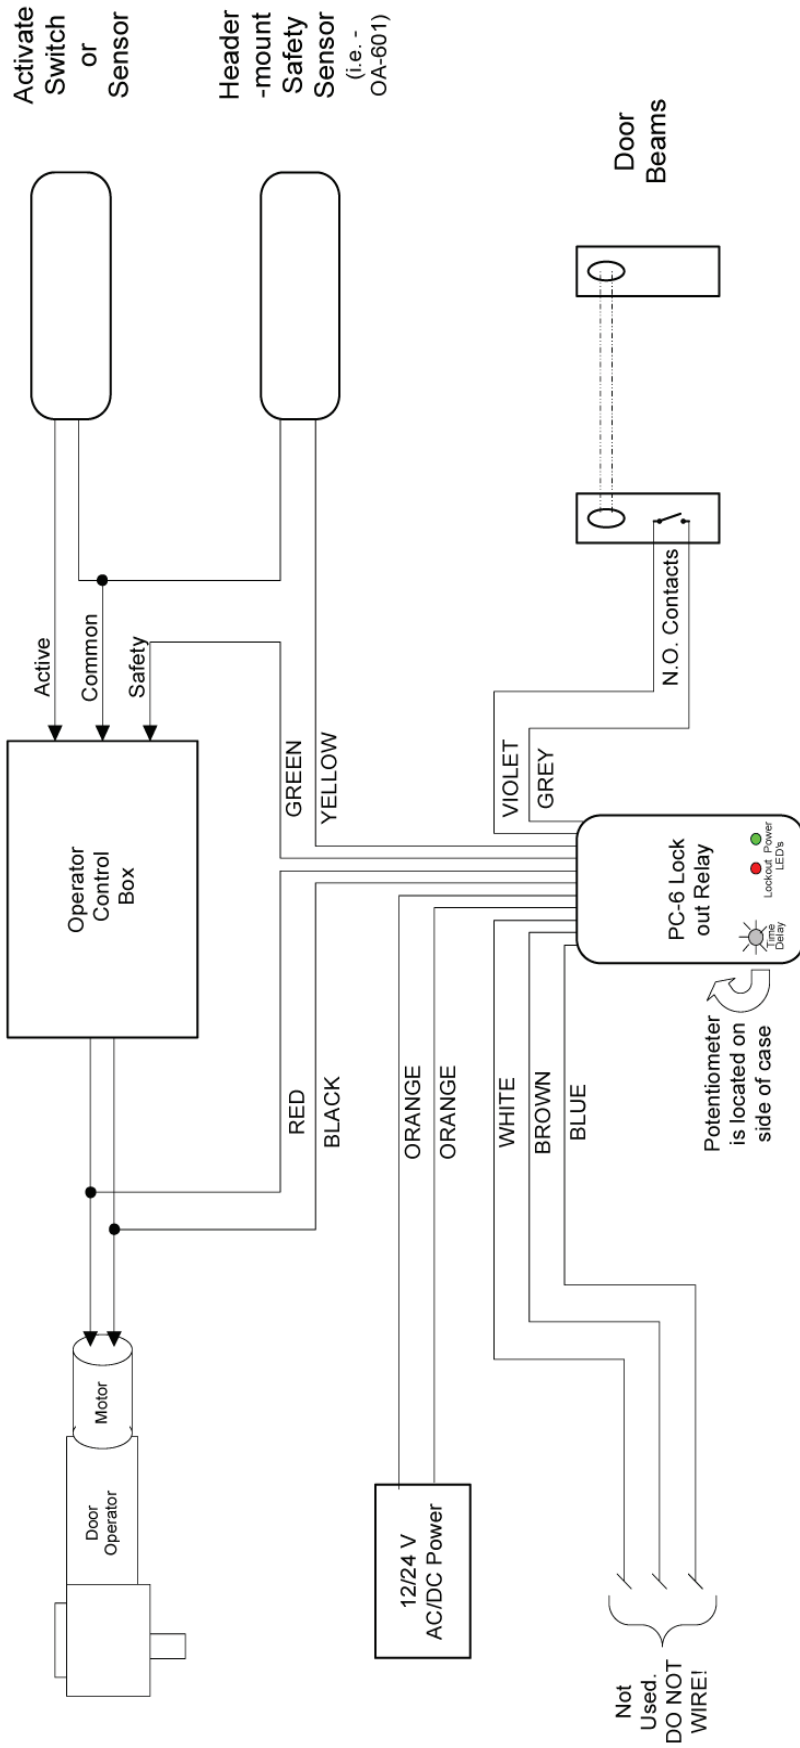 Activate
Switch
or
Sensor
Header
-mount
Safety
Sensor
(i.e. -
OA-601)
Door
Beams
Active
Common
Safety
N.O. Contacts
GREEN
YELLOW
VIOLET
GREY
Operator
Control
Box
PC-6 Lock
out Relay
Lockout Power
LED's
Time
Delay
Potentiometer
is located on
side of case
RED
BLACK
ORANGE
ORANGE
WHITE
BROWN
BLUE
Motor
Door
Operator
12/24 V
AC/DC Power
Not
Used.
DO NOT
WIRE!